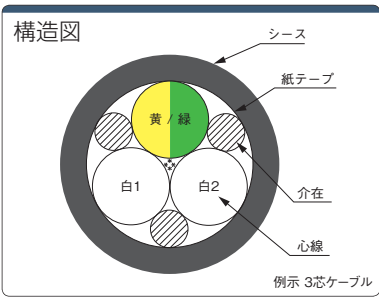 構造図
シース
紙テープ
黄 / 緑
白1
白2
介在
心線
例示 3芯ケーブル